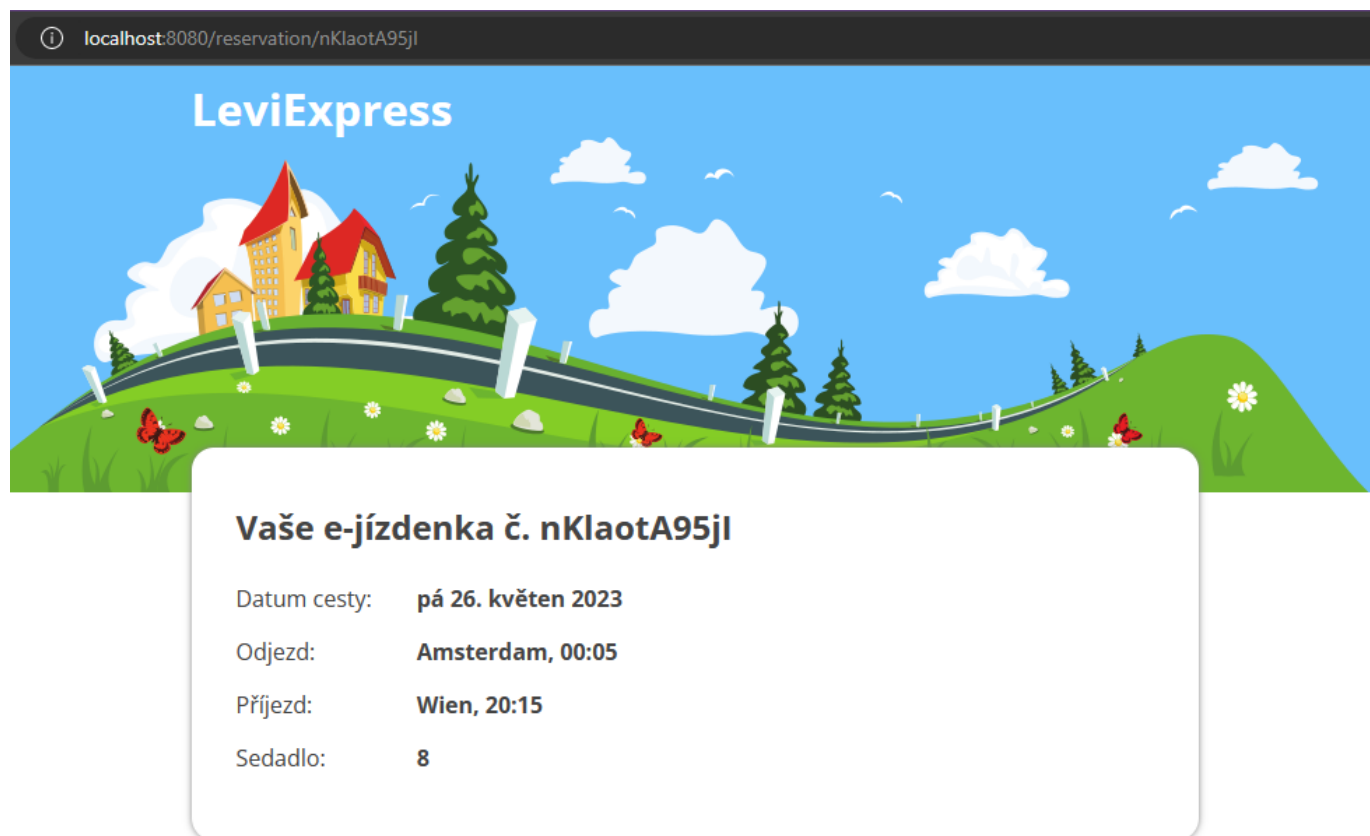 localhost:8080/reservation/nKlaotA95jI
LeviExpress
Vaše e-jízdenka č. nKlaotA95jI
Datum cesty: pá 26. květen 2023
Odjezd: Amsterdam, 00:05
Příjezd: Wien, 20:15
Sedadlo: 8